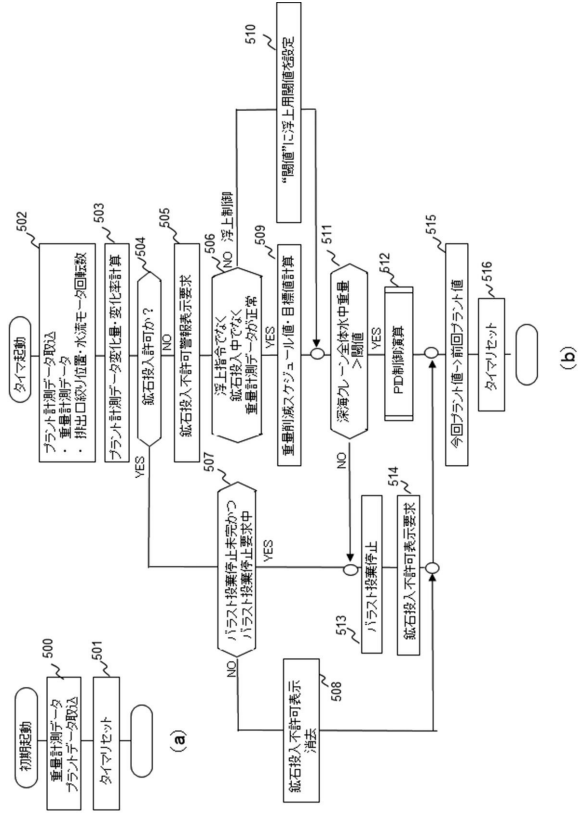 初期起動
500
重量計測データ
プラントデータ取込
501
タイマリセット
(a)
タイマ起動
502
プラント計測データ取込
・ 重量計測データ
・ 排出口絞り位置・水流モータ回転数
503
プラント計測データ変化量・変化率計算
504
鉱石投入許可か？
YES
NO
505
鉱石投入不許可警報表示要求
506
浮上指令でなく
鉱石投入中でなく
重量計測データが正常
NO 浮上制御
YES
507
バラスト投棄停止未完かつ
バラスト投棄停止要求中
NO
YES
508
鉱石投入不許可表示
消去
509
重量削減スケジュール値・目標値計算
510
“閾値”に浮上用閾値を設定
511
深海クレーン全体水中重量
＞閾値
NO
YES
512
PID制御演算
513
バラスト投棄停止
514
鉱石投入不許可表示要求
515
今回プラント値->前回プラント値
516
タイマリセット
(b)